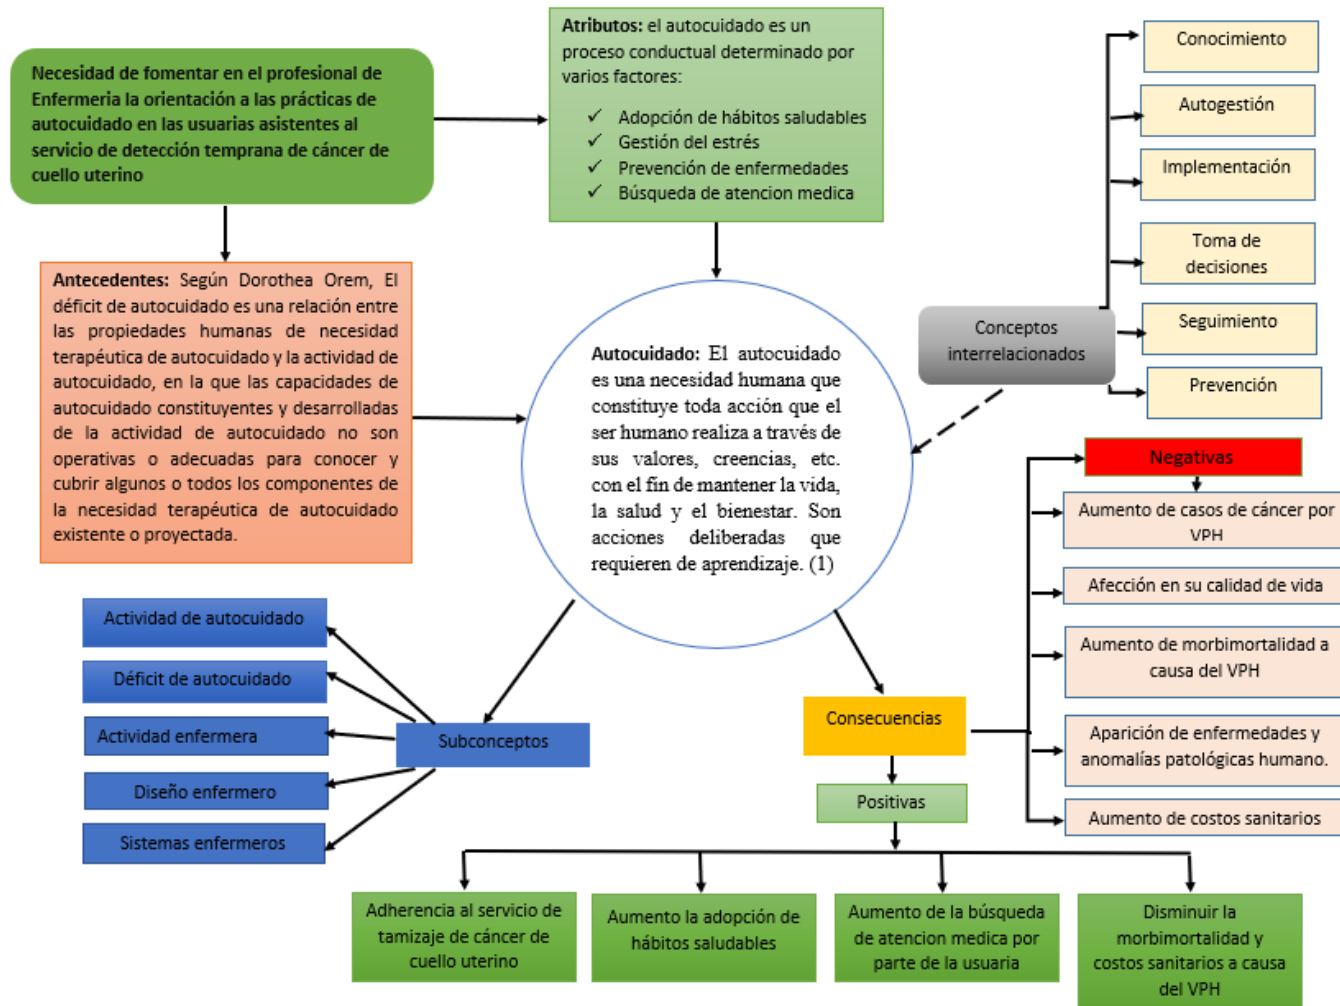 Necesidad de fomentar en el profesional de
Enfermeria la orientación a las prácticas de
autocuidado en las usuarias asistentes al
servicio de detección temprana de cáncer de
cuello uterino
Atributos: el autocuidado es un
proceso conductual determinado por
varios factores:
✓ Adopción de hábitos saludables
✓ Gestión del estrés
✓ Prevención de enfermedades
✓ Búsqueda de atencion medica
Conocimiento
Autogestión
Implementación
Toma de
decisiones
Seguimiento
Prevención
Conceptos
interrelacionados
Antecedentes: Según Dorothea Orem, El
déficit de autocuidado es una relación entre
las propiedades humanas de necesidad
terapéutica de autocuidado y la actividad de
autocuidado, en la que las capacidades de
autocuidado constituyentes y desarrolladas
de la actividad de autocuidado no son
operativas o adecuadas para conocer y
cubrir algunos o todos los componentes de
la necesidad terapéutica de autocuidado
existente o proyectada.
Autocuidado: El autocuidado
es una necesidad humana que
constituye toda acción que el
ser humano realiza a través de
sus valores, creencias, etc.
con el fin de mantener la vida,
la salud y el bienestar. Son
acciones deliberadas que
requieren de aprendizaje. (1)
Negativas
Aumento de casos de cáncer por
VPH
Afección en su calidad de vida
Aumento de morbimortalidad a
causa del VPH
Aparición de enfermedades y
anomalías patológicas humano.
Aumento de costos sanitarios
Actividad de autocuidado
Déficit de autocuidado
Actividad enfermera
Diseño enfermero
Sistemas enfermeros
Subconceptos
Consecuencias
Positivas
Adherencia al servicio de
tamizaje de cáncer de
cuello uterino
Aumento la adopción de
hábitos saludables
Aumento de la búsqueda
de atencion medica por
parte de la usuaria
Disminuir la
morbimortalidad y
costos sanitarios a causa
del VPH